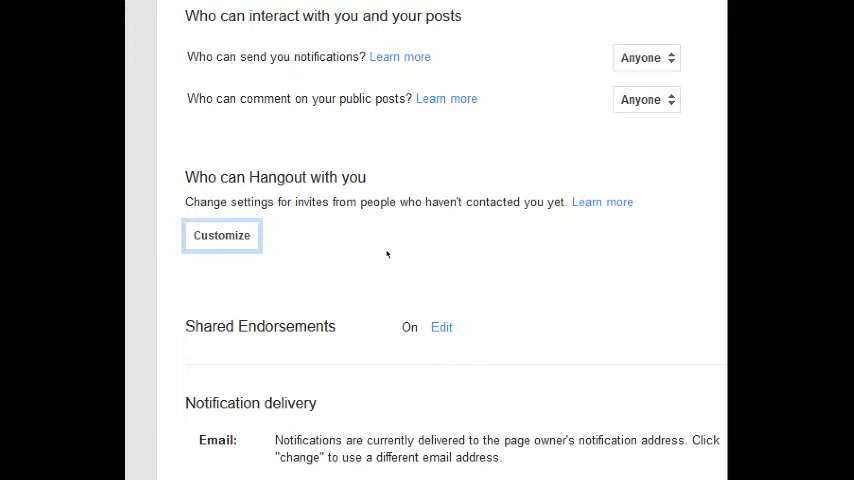 Who can interact with you and your posts
Who can send you notifications? Learn more
Anyone
Who can comment on your public posts? Learn more
Anyone
Who can Hangout with you
Change settings for invites from people who haven't contacted you yet. Learn more
Customize
Shared Endorsements On Edit
Notification delivery
Email: Notifications are currently delivered to the page owner's notification address. Click
"change" to use a different email address.